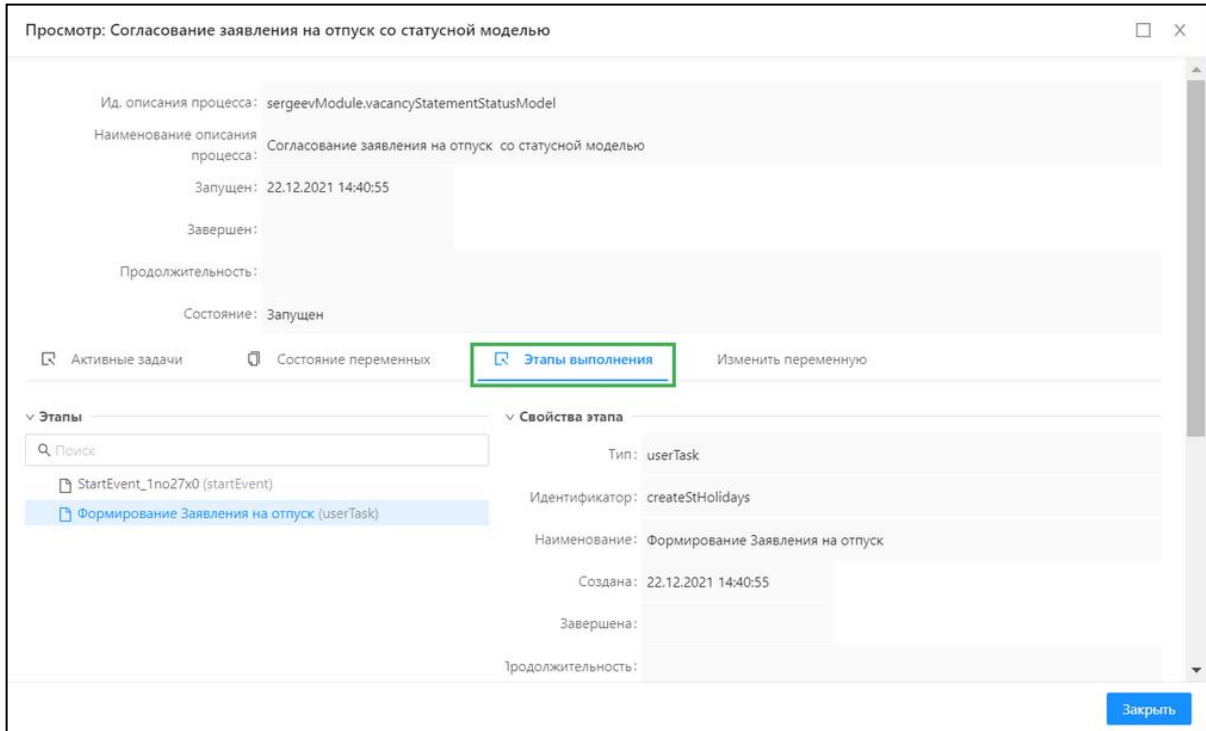 Просмотр: Согласование заявления на отпуск со статусной моделью
Ид. описания процесса: sergeevModule.vacancyStatementStatusModel
Наименование описания
процесса: Согласование заявления на отпуск со статусной моделью
Запущен: 22.12.2021 14:40:55
Завершен:
Продолжительность:
Состояние: Запущен
Активные задачи Состояние переменных Этапы выполнения Изменить переменную
Этапы Свойства этапа
Поиск Тип: userTask
StartEvent_1no27x0 (startEvent)
Идентификатор: createStHolidays
Формирование Заявления на отпуск (userTask)
Наименование: Формирование Заявления на отпуск
Создана: 22.12.2021 14:40:55
Завершена:
Продолжительность:
Закрыть